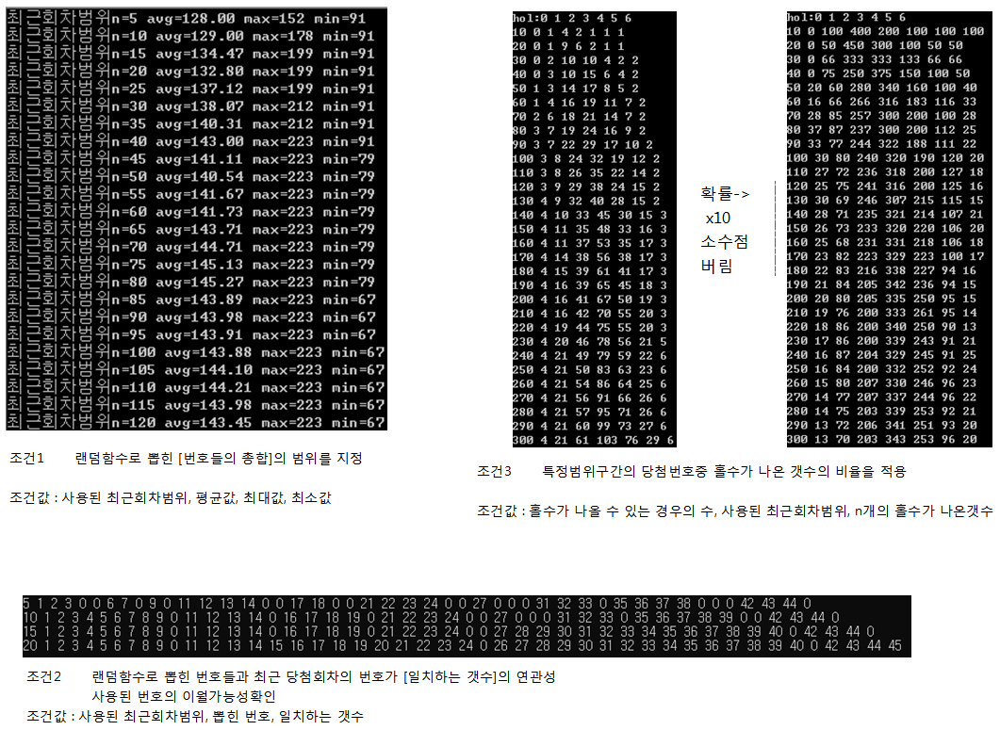 최근회차범위n=5 avg=128.00 max=152 min=91
최근회차범위n=10 avg=129.00 max=178 min=91
최근회차범위n=15 avg=134.47 max=199 min=91
최근회차범위n=20 avg=132.80 max=199 min=91
최근회차범위n=25 avg=137.12 max=199 min=91
최근회차범위n=30 avg=138.07 max=212 min=91
최근회차범위n=35 avg=140.31 max=212 min=91
최근회차범위n=40 avg=143.00 max=223 min=91
최근회차범위n=45 avg=141.11 max=223 min=79
최근회차범위n=50 avg=140.54 max=223 min=79
최근회차범위n=55 avg=141.67 max=223 min=79
최근회차범위n=60 avg=141.73 max=223 min=79
최근회차범위n=65 avg=143.71 max=223 min=79
최근회차범위n=70 avg=144.71 max=223 min=79
최근회차범위n=75 avg=145.13 max=223 min=79
최근회차범위n=80 avg=145.27 max=223 min=79
최근회차범위n=85 avg=143.89 max=223 min=67
최근회차범위n=90 avg=143.98 max=223 min=67
최근회차범위n=95 avg=143.91 max=223 min=67
최근회차범위n=100 avg=143.88 max=223 min=67
최근회차범위n=105 avg=144.10 max=223 min=67
최근회차범위n=110 avg=144.21 max=223 min=67
최근회차범위n=115 avg=143.98 max=223 min=67
최근회차범위n=120 avg=143.45 max=223 min=67
조건1 랜덤함수로 뽑힌 [번호들의 총합]의 범위를 지정
조건값 : 사용된 최근회차범위, 평균값, 최대값, 최소값
hol:0 1 2 3 4 5 6
10 0 1 4 2 1 1 1
20 0 1 9 6 2 1 1
30 0 2 10 10 4 2 2
40 0 3 10 15 6 4 2
50 1 3 14 17 8 5 2
60 1 4 16 19 11 7 2
70 2 6 18 21 14 7 2
80 3 7 19 24 16 9 2
90 3 7 22 29 17 10 2
100 3 8 24 32 19 12 2
110 3 8 26 35 22 14 2
120 3 9 29 38 24 15 2
130 4 9 32 40 28 15 2
140 4 10 33 45 30 15 3
150 4 11 35 48 33 16 3
160 4 11 37 53 35 17 3
170 4 14 38 56 38 17 3
180 4 15 39 61 41 17 3
190 4 16 39 65 45 18 3
200 4 16 41 67 50 19 3
210 4 16 42 70 55 20 3
220 4 19 44 75 55 20 3
230 4 20 46 78 56 21 5
240 4 21 49 79 59 22 6
250 4 21 50 83 63 23 6
260 4 21 54 86 64 25 6
270 4 21 56 91 66 26 6
280 4 21 57 95 71 26 6
290 4 21 60 99 73 27 6
300 4 21 61 103 76 29 6
확률->
x10
소수점
버림
hol:0 1 2 3 4 5 6
10 0 100 400 200 100 100 100
20 0 50 450 300 100 50 50
30 0 66 333 333 133 66 66
40 0 75 250 375 150 100 50
50 20 60 280 340 160 100 40
60 16 66 266 316 183 116 33
70 28 85 257 300 200 100 28
80 37 87 237 300 200 112 25
90 33 77 244 322 188 111 22
100 30 80 240 320 190 120 20
110 27 72 236 318 200 127 18
120 25 75 241 316 200 125 16
130 30 69 246 307 215 115 15
140 28 71 235 321 214 107 21
150 26 73 233 320 220 106 20
160 25 68 231 331 218 106 18
170 23 82 223 329 223 100 17
180 22 83 216 338 227 94 16
190 21 84 205 342 236 94 15
200 20 80 205 335 250 95 15
210 19 76 200 333 261 95 14
220 18 86 200 340 250 90 13
230 17 86 200 339 243 91 21
240 16 87 204 329 245 91 25
250 16 84 200 332 252 92 24
260 15 80 207 330 246 96 23
270 14 77 207 337 244 96 22
280 14 75 203 339 253 92 21
290 13 72 206 341 251 93 20
300 13 70 203 343 253 96 20
조건3 특정범위구간의 당첨번호중 홀수가 나온 갯수의 비율을 적용
조건값 : 홀수가 나올 수 있는 경우의 수, 사용된 최근회차범위, n개의 홀수가 나온갯수
5 1 2 3 0 0 6 7 0 9 0 11 12 13 14 0 0 17 18 0 0 21 22 23 24 0 0 27 0 0 0 31 32 33 0 35 36 37 38 0 0 0 42 43 44 0
10 1 2 3 4 5 6 7 8 9 0 11 12 13 14 0 16 17 18 19 0 21 22 23 24 0 0 27 0 0 0 31 32 33 0 35 36 37 38 39 0 0 42 43 44 0
15 1 2 3 4 5 6 7 8 9 0 11 12 13 14 0 16 17 18 19 0 21 22 23 24 0 0 27 28 29 30 31 32 33 34 35 36 37 38 39 40 0 42 43 44 0
20 1 2 3 4 5 6 7 8 9 0 11 12 13 14 15 16 17 18 19 20 21 22 23 24 0 26 27 28 29 30 31 32 33 34 35 36 37 38 39 40 0 42 43 44 45
조건2 랜덤함수로 뽑힌 번호들과 최근 당첨회차의 번호가 [일치하는 갯수]의 연관성
사용된 번호의 이월가능성확인
조건값 : 사용된 최근회차범위, 뽑힌 번호, 일치하는 갯수